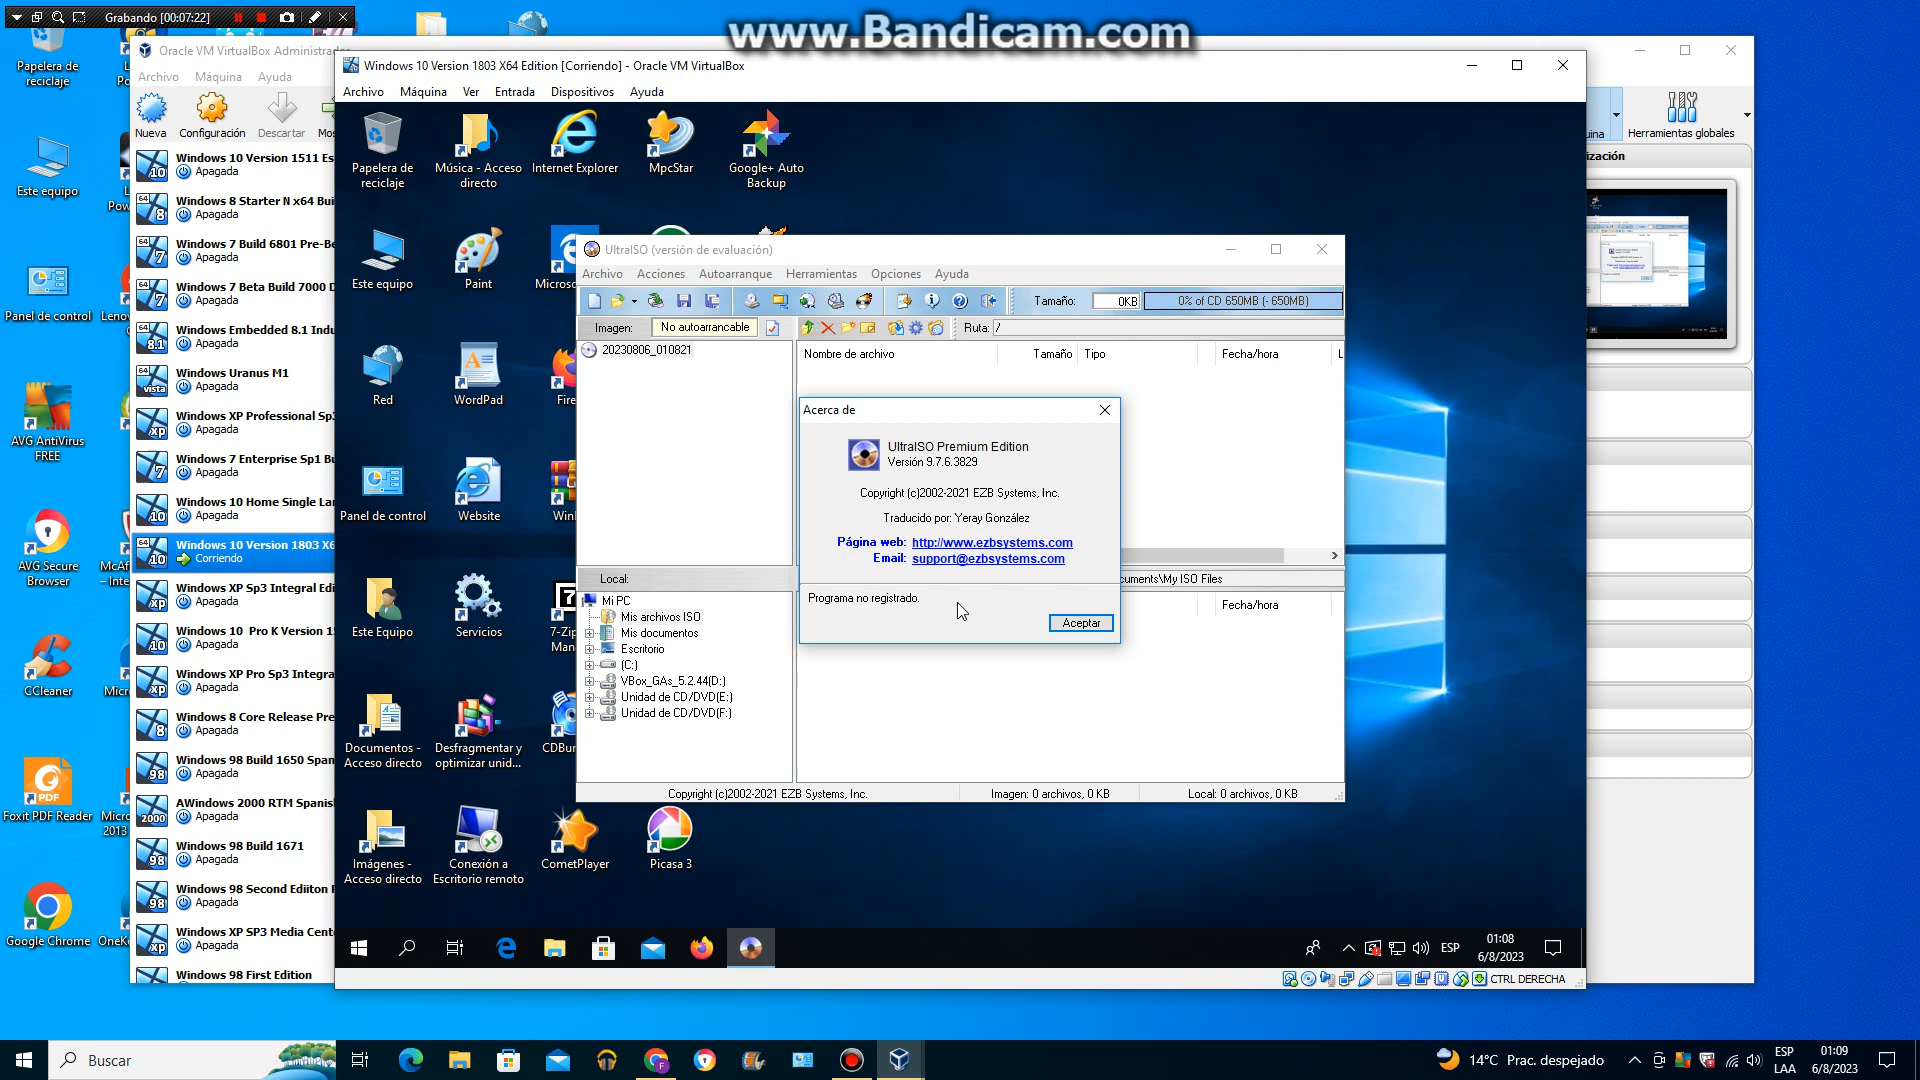 Grabando [00:07:22]
www.Bandicam.com
Papelera de
reciclaje
Este equipo
Panel de control
AVG AntiVirus
FREE
AVG Secure
Browser
CCleaner
Foxit PDF Reader
Google Chrome
Oracle VM VirtualBox Administrad
Archivo Máquina Ayuda
Nueva Configuración Descartar
Windows 10 Version 1511 Es
Apagada
Windows 8 Starter N x64 Bui
Apagada
Windows 7 Build 6801 Pre-Be
Apagada
Windows 7 Beta Build 7000 D
Apagada
Windows Embedded 8.1 Indu
Apagada
Windows Uranus M1
Apagada
Windows XP Professional Sp3
Apagada
Windows 7 Enterprise Sp1 Bu
Apagada
Windows 10 Home Single Lan
Apagada
Windows 10 Version 1803 X6
Corriendo
Windows XP Sp3 Integral Edi
Apagada
Windows 10  Pro K Version 1
Apagada
Windows XP Pro Sp3 Integra
Apagada
Windows 8 Core Release Pre
Apagada
Windows 98 Build 1650 Span
Apagada
AWindows 2000 RTM Spanish
Apagada
Windows 98 Build 1671
Apagada
Windows 98 Second Ediiton
Apagada
Windows XP SP3 Media Cent
Apagada
Windows 98 First Edition
Herramientas globales
Windows 10 Version 1803 X64 Edition [Corriendo] - Oracle VM VirtualBox
Archivo Máquina Ver Entrada Dispositivos Ayuda
Papelera de
reciclaje
Música - Acceso
directo
Internet Explorer
MpcStar
Google+ Auto
Backup
Este equipo
Paint
Red
WordPad
Panel de control
Website
Este Equipo
Servicios
Documentos -
Acceso directo
Desfragmentar y
optimizar unid...
Imágenes -
Acceso directo
Conexión a
Escritorio remoto
CometPlayer
Picasa 3
UltraISO (versión de evaluación)
Archivo Acciones Autoarranque Herramientas Opciones Ayuda
Tamaño: 0KB 0% of CD 650MB (- 650MB)
Imagen: No autoarrancable Ruta: /
20230806_010821
Nombre de archivo Tamaño Tipo Fecha/hora L
Acerca de
UltraISO Premium Edition
Versión 9.7.6.3829
Copyright (c)2002-2021 EZB Systems, Inc.
Traducido por: Yeray González
Página web: http://www.ezbsystems.com
Email: support@ezbsystems.com
Programa no registrado.
Aceptar
Local: cuments\My ISO Files
Fecha/hora
Mi PC
Mis archivos ISO
Mis documentos
Escritorio
(C:)
VBox_GAs_5.2.44(D:)
Unidad de CD/DVD(E:)
Unidad de CD/DVD(F:)
Copyright (c)2002-2021 EZB Systems, Inc. Imagen: 0 archivos, 0 KB Local: 0 archivos, 0 KB
ESP 01:08
6/8/2023
CTRL DERECHA
Buscar
14°C Prac. despejado
ESP
LAA
01:09
6/8/2023